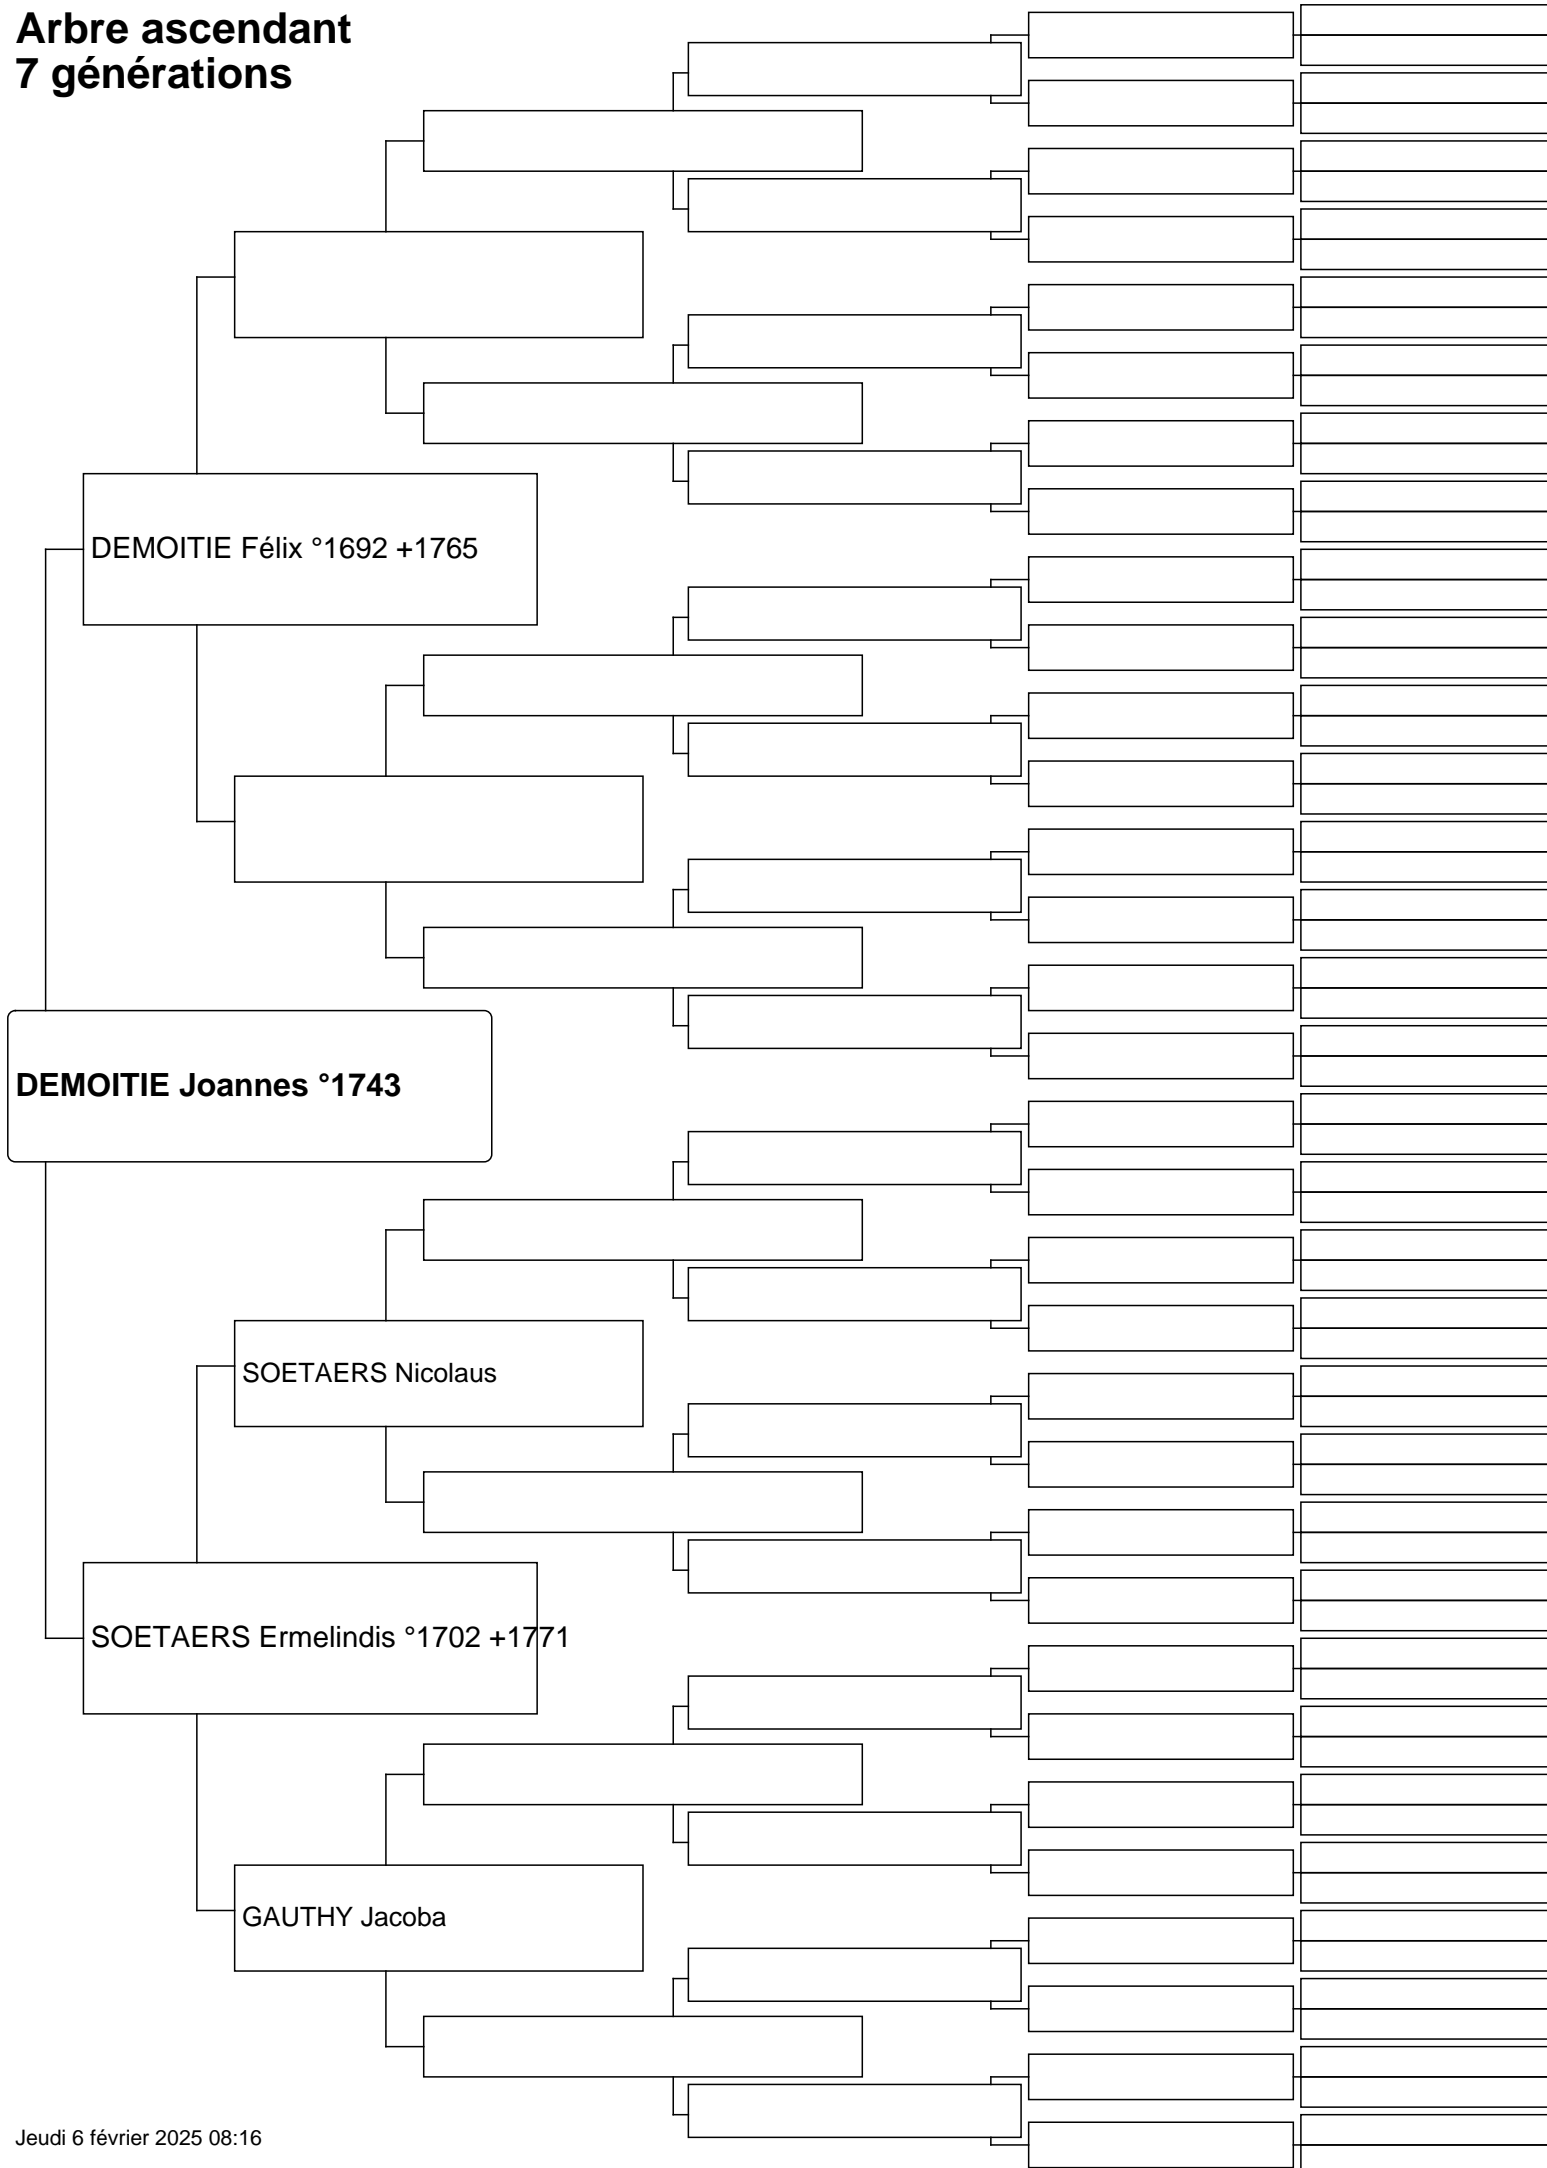 Arbre ascendant
7 générations
DEMOITIE Félix °1692 +1765
DEMOITIE Joannes °1743
SOETAERS Nicolaus
SOETAERS Ermelindis °1702 +1771
GAUTHY Jacoba
Jeudi 6 février 2025 08:16